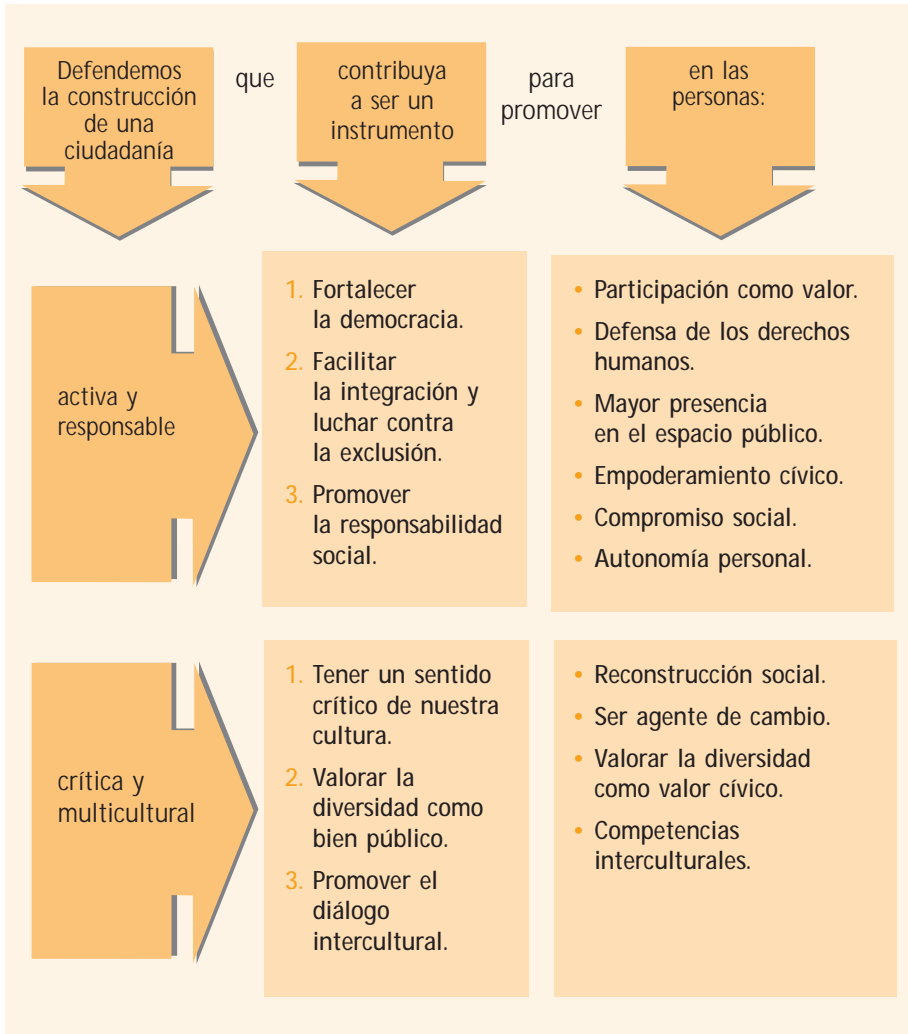 Defendemos
la construcción
de una
ciudadanía
que
contribuya
a ser un
instrumento
para
promover
en las
personas:
activa y
responsable
1. Fortalecer
la democracia.
2. Facilitar
la integración y
luchar contra
la exclusión.
3. Promover
la responsabilidad
social.
• Participación como valor.
• Defensa de los derechos
humanos.
• Mayor presencia
en el espacio público.
• Empoderamiento cívico.
• Compromiso social.
• Autonomía personal.
crítica y
multicultural
1. Tener un sentido
crítico de nuestra
cultura.
2. Valorar la
diversidad como
bien público.
3. Promover el
diálogo
intercultural.
• Reconstrucción social.
• Ser agente de cambio.
• Valorar la diversidad
como valor cívico.
• Competencias
interculturales.